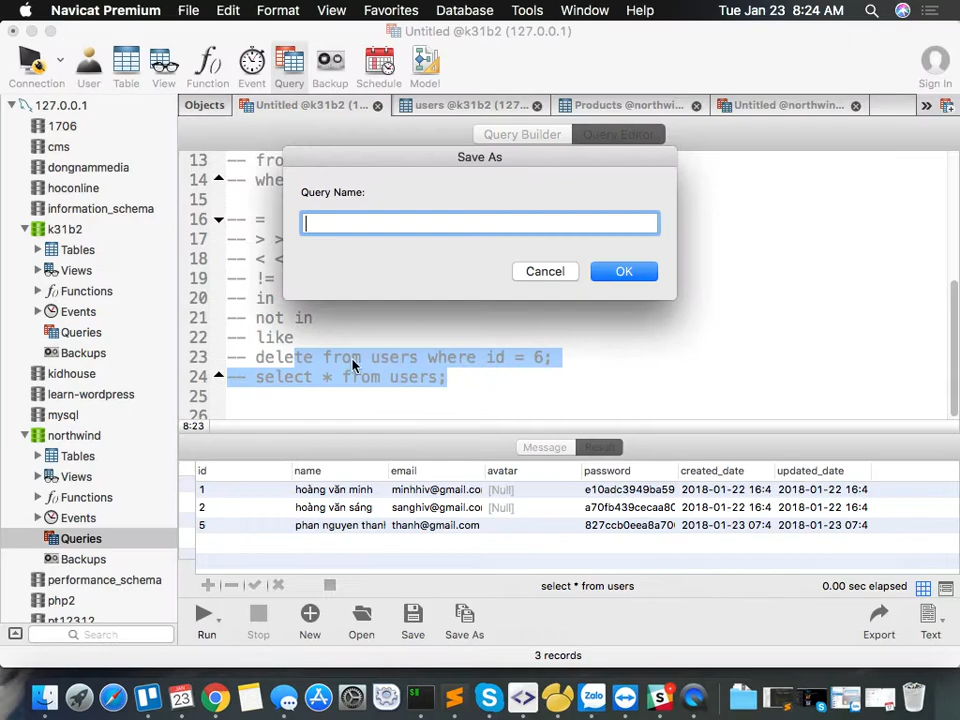 Navicat Premium File Edit Format View Favorites Database Tools Window Help Tue Jan 23 8:24 AM
Untitled @k31b2 (127.0.0.1)
Connection User Table View Function Event Query Backup Schedule Model Sign In
127.0.0.1
1706
cms
dongnammedia
hoconline
information_schema
k31b2
Tables
Views
Functions
Events
Queries
Backups
kidhouse
learn-wordpress
mysql
northwind
Tables
Views
Functions
Events
Queries
Backups
performance_schema
php2
Search
Objects Untitled @k31b2 (1... users @k31b2 (127... Products @northwi... Untitled @northwin...
Query Builder Query Editor
Save As
Query Name:
Cancel OK
13 -- fro
14 -- whe
15
16 -- =
17 -- > >
18 -- < <
19 -- !=
20 -- in
21 -- not in
22 -- like
23 -- delete from users where id = 6;
24 -- select * from users;
25
26
8:23
Message Result
id name email avatar password created_date updated_date
1 hoàng văn minh minhhiv@gmail.co [Null] e10adc3949ba59 2018-01-22 16:4 2018-01-22 16:4
2 hoàng văn sáng sanghiv@gmail.com [Null] a70fb439cecaa80 2018-01-22 16:4 2018-01-22 16:4
5 phan nguyen thanh thanh@gmail.com 827ccb0eea8a70 2018-01-23 07:4 2018-01-23 07:4
select * from users 0.00 sec elapsed
Run Stop New Open Save Save As Export Text
3 records
JAN
23
Zalo